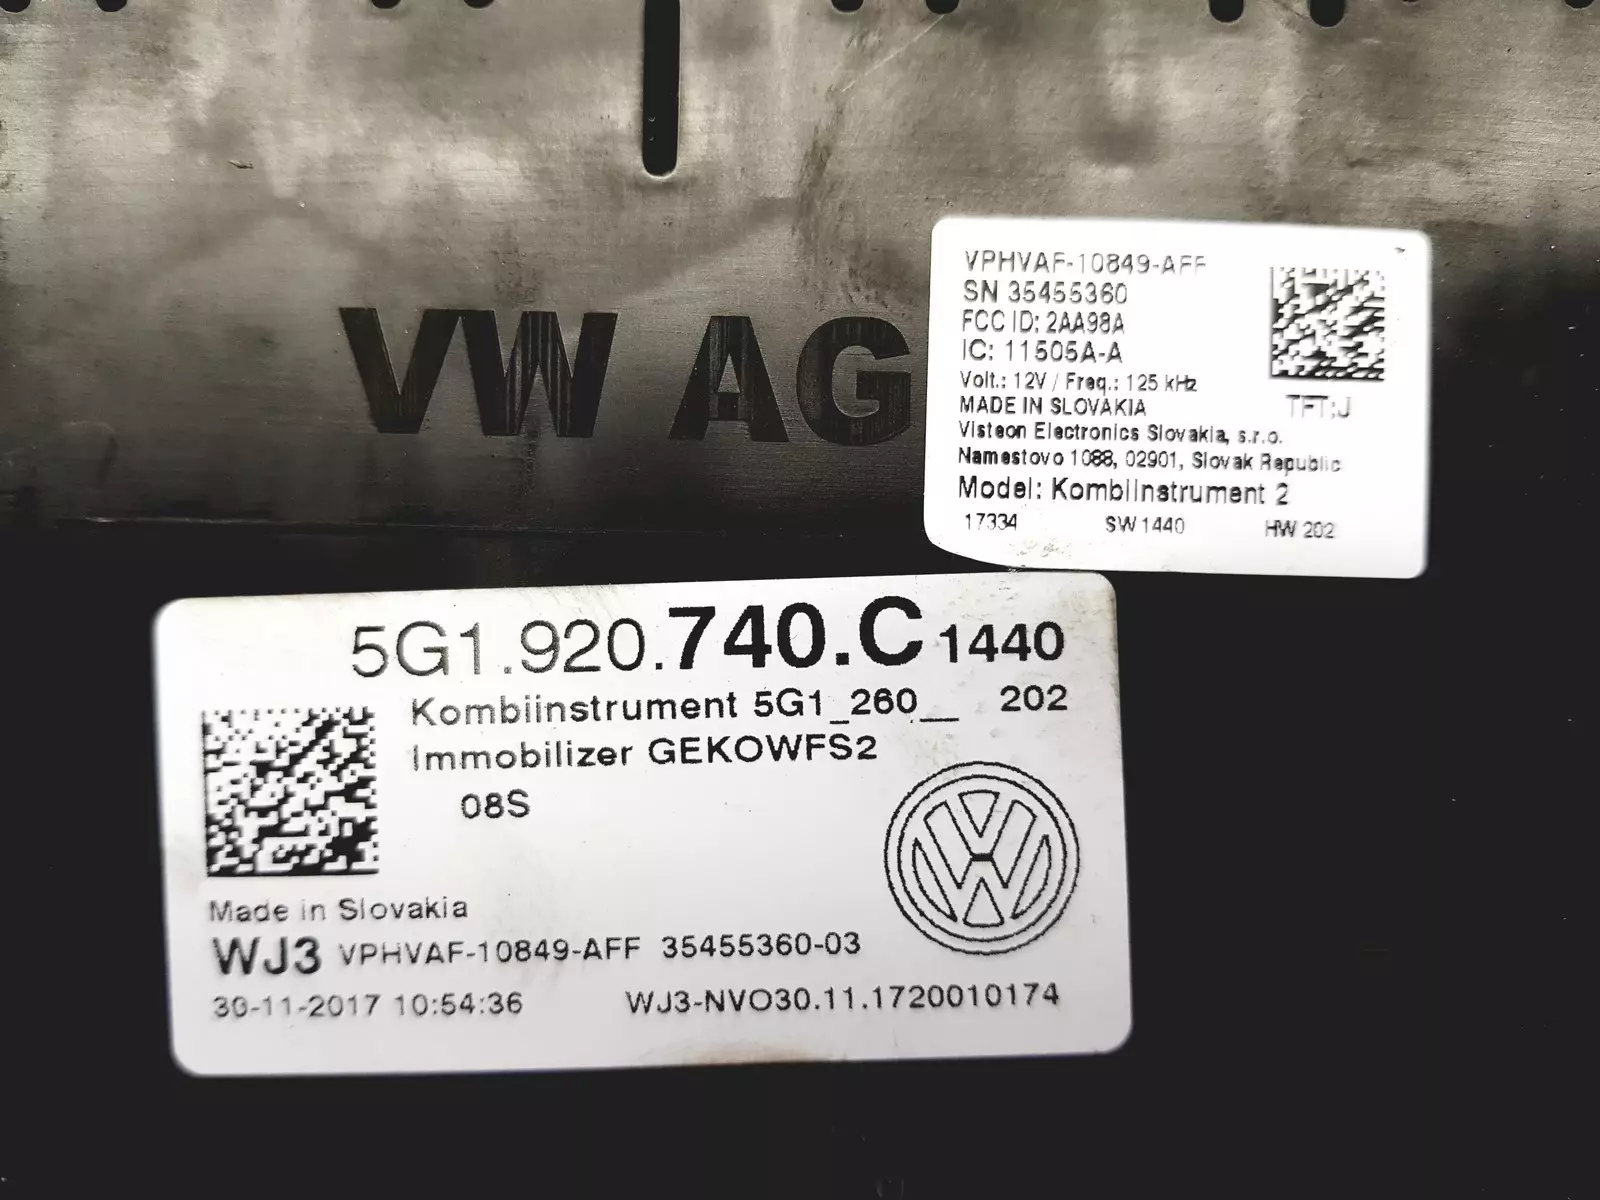 VW AG
VPHVAF-10849-AFF
SN 35455360
FCC ID: 2AA98A
IC: 11505A-A
Volt.: 12V / Freq.: 125 kHz
MADE IN SLOVAKIA
TFT;J
Visteon Electronics Slovakia, s.r.o.
Namestovo 1088, 02901, Slovak Republic
Model: KombiInstrument 2
17334 SW 1440 HW 202
5G1.920.740.C 1440
Kombiinstrument 5G1_260__ 202
Immobilizer GEKOWFS2
08S
Made in Slovakia
WJ3 VPHVAF-10849-AFF 35455360-03
30-11-2017 10:54:36 WJ3-NVO30.11.1720010174